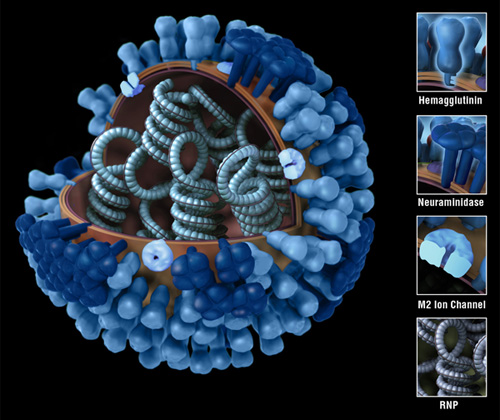 Hemagglutinin
Neuraminidase
M2 Ion Channel
RNP